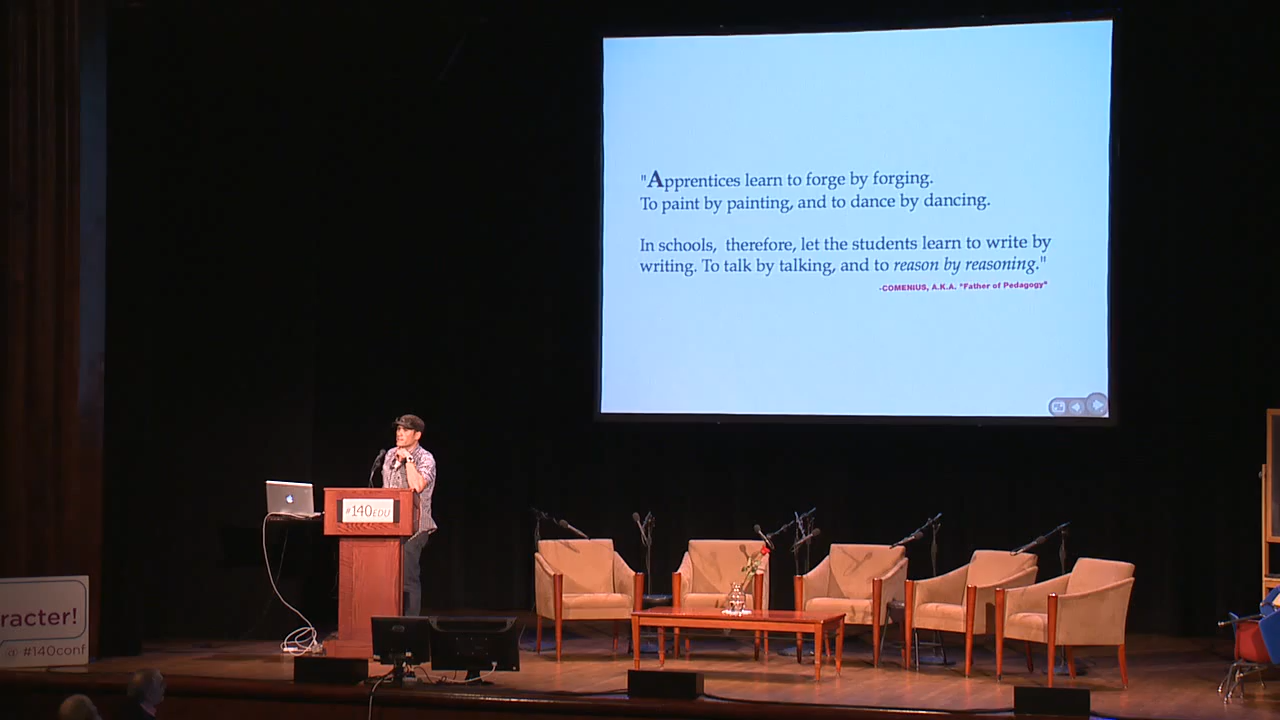 "Apprentices learn to forge by forging.
To paint by painting, and to dance by dancing.
In schools, therefore, let the students learn to write by
writing. To talk by talking, and to reason by reasoning."
-COMENIUS, A.K.A. "Father of Pedagogy"
#140EDU
racter!
@ #140conf